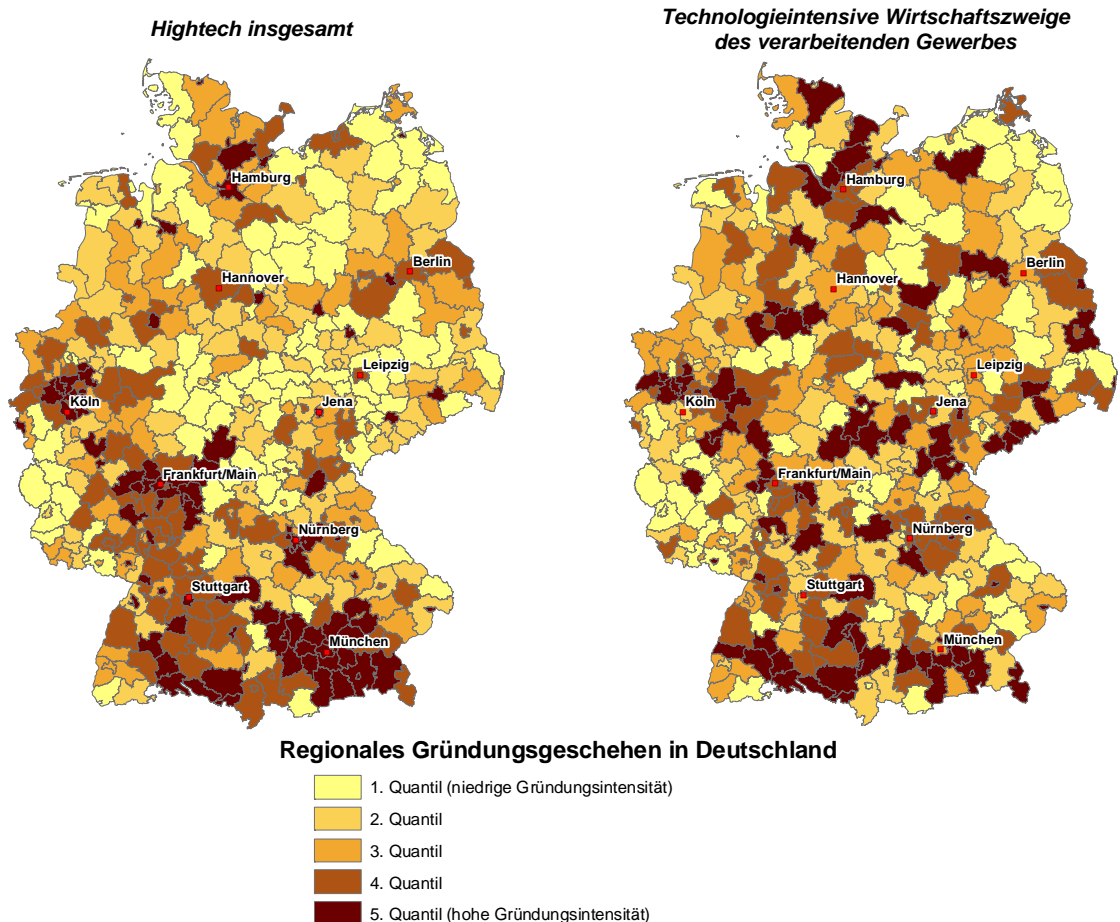 Hightech insgesamt
Technologieintensive Wirtschaftszweige
des verarbeitenden Gewerbes
Hamburg
Berlin
Hannover
Leipzig
Köln
Jena
Frankfurt/Main
Nürnberg
Stuttgart
München
Hamburg
Berlin
Hannover
Leipzig
Köln
Jena
Frankfurt/Main
Nürnberg
Stuttgart
München
Regionales Gründungsgeschehen in Deutschland
1. Quantil (niedrige Gründungsintensität)
2. Quantil
3. Quantil
4. Quantil
5. Quantil (hohe Gründungsintensität)